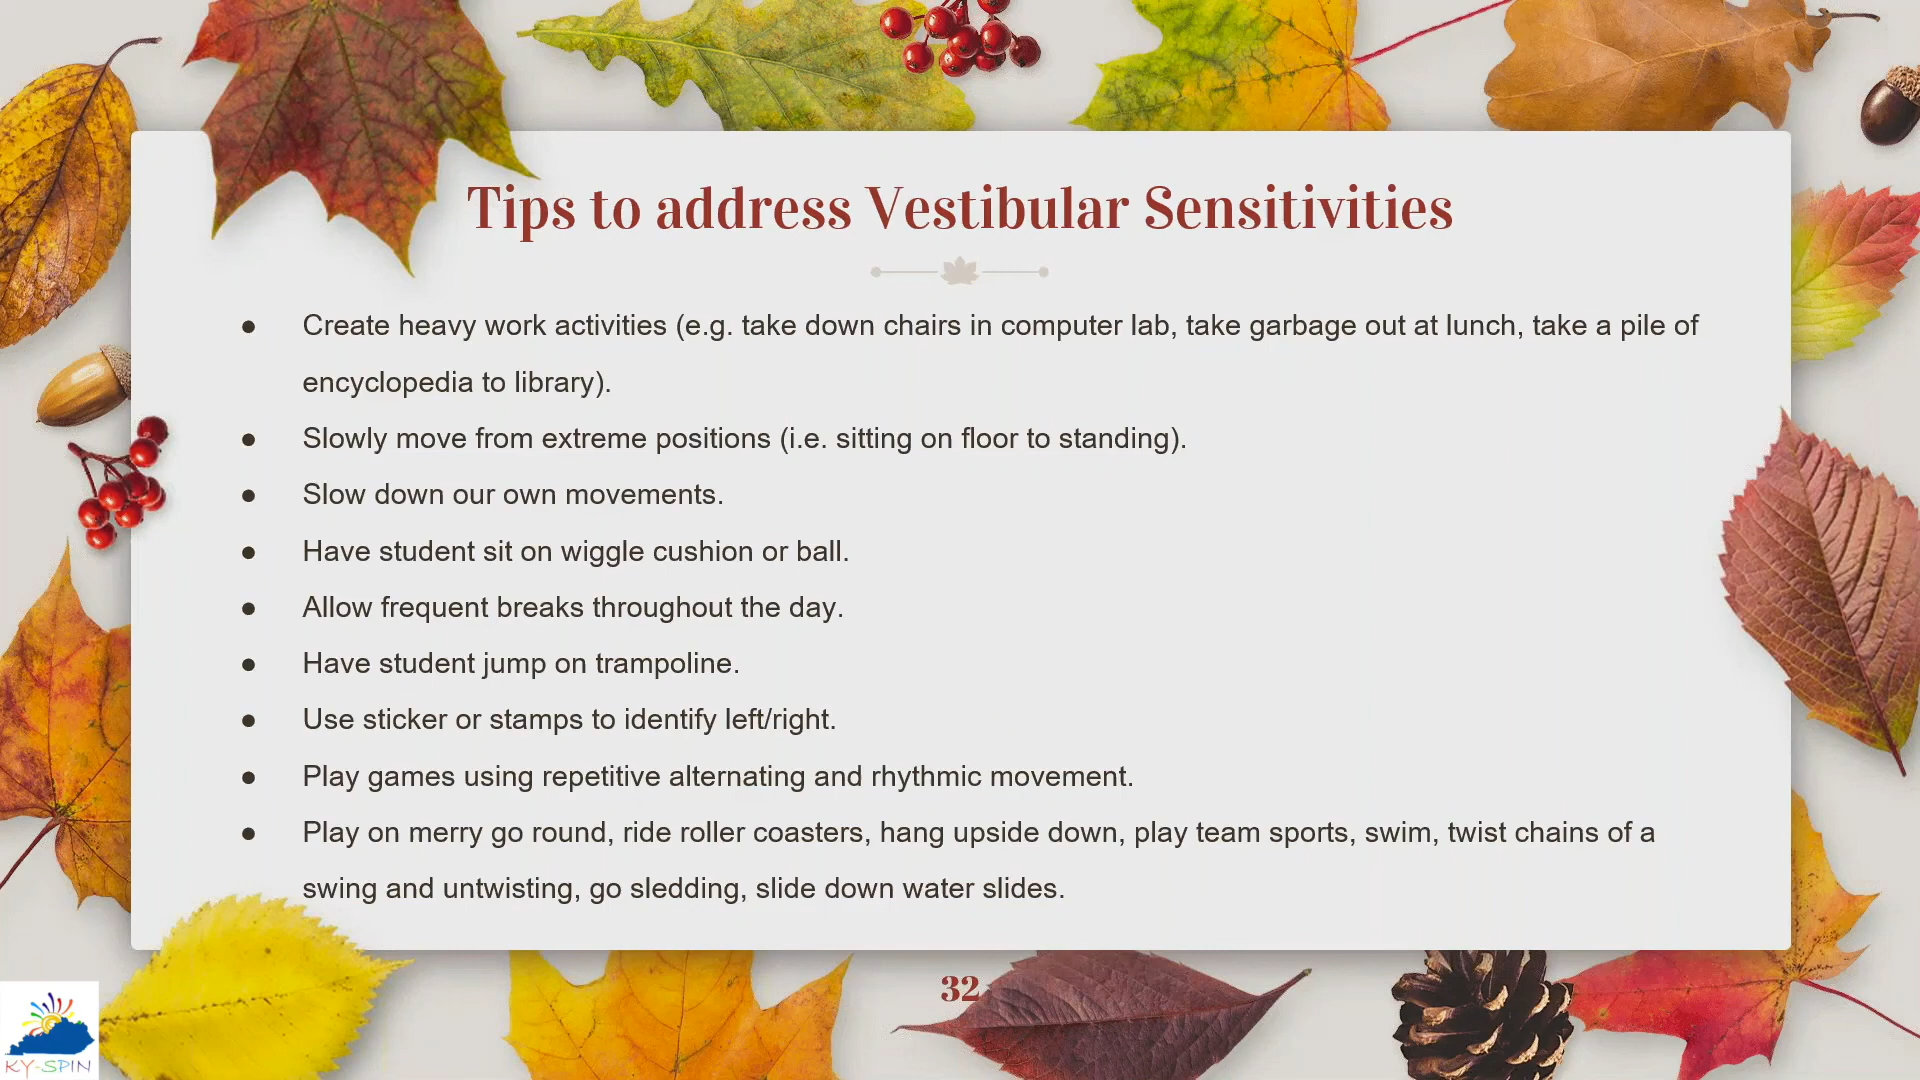 Tips to address Vestibular Sensitivities
● Create heavy work activities (e.g. take down chairs in computer lab, take garbage out at lunch, take a pile of
encyclopedia to library).
● Slowly move from extreme positions (i.e. sitting on floor to standing).
● Slow down our own movements.
● Have student sit on wiggle cushion or ball.
● Allow frequent breaks throughout the day.
● Have student jump on trampoline.
● Use sticker or stamps to identify left/right.
● Play games using repetitive alternating and rhythmic movement.
● Play on merry go round, ride roller coasters, hang upside down, play team sports, swim, twist chains of a
swing and untwisting, go sledding, slide down water slides.
32
KY-SPIN